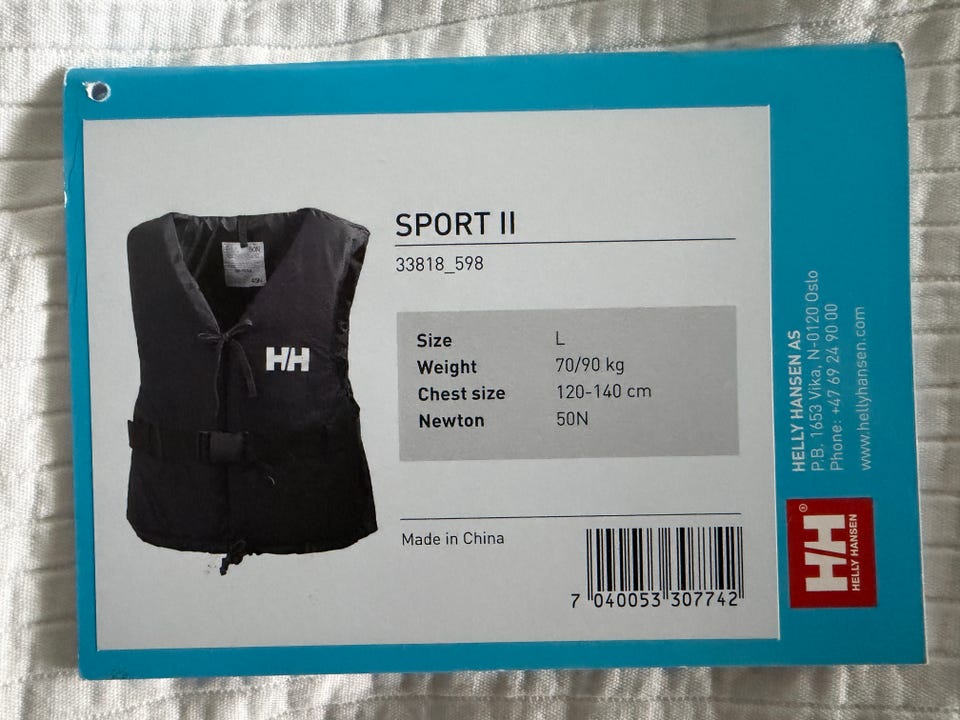 SPORT II
33818_598
Size L
Weight 70/90 kg
Chest size 120-140 cm
Newton 50N
Made in China
7 040053 307742
HH
50N
HELLY HANSEN AS
P.B. 1653 Vika, N-0120 Oslo
Phone: +47 69 24 90 00
www.hellyhansen.com
HH®
HELLY HANSEN